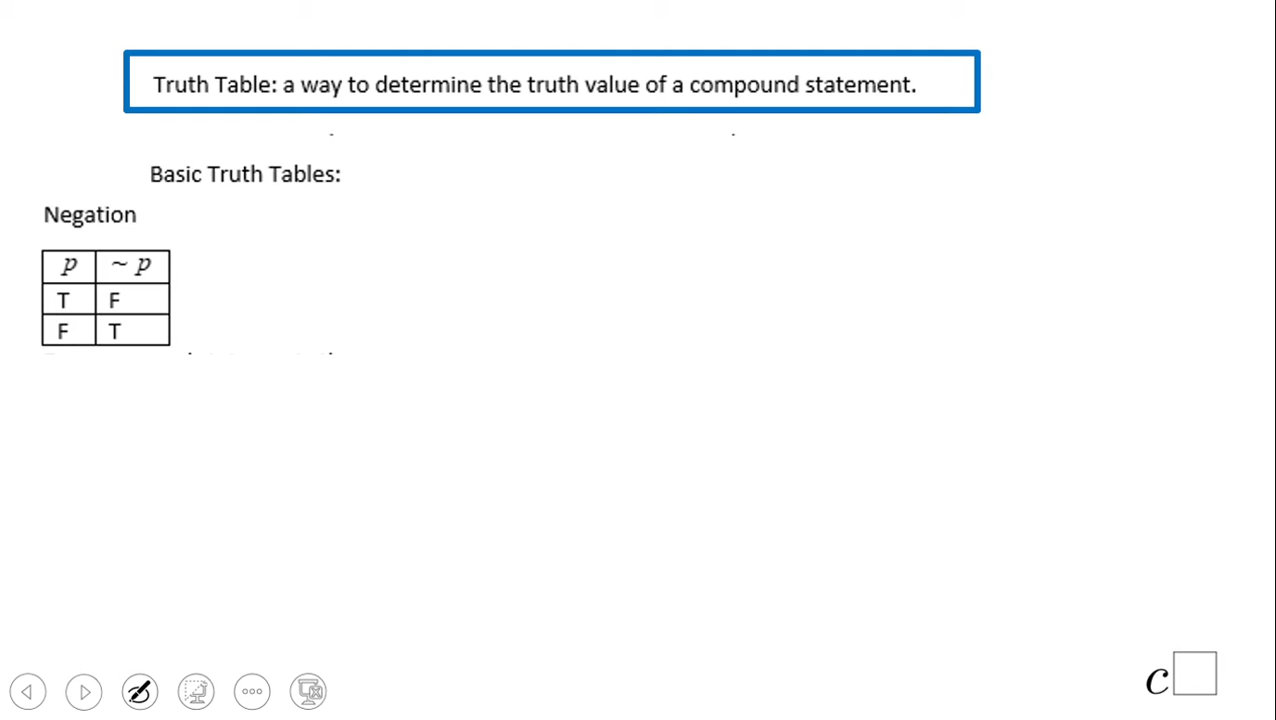 Truth Table: a way to determine the truth value of a compound statement.
Basic Truth Tables:
Negation
p ~ p
T F
F T
c